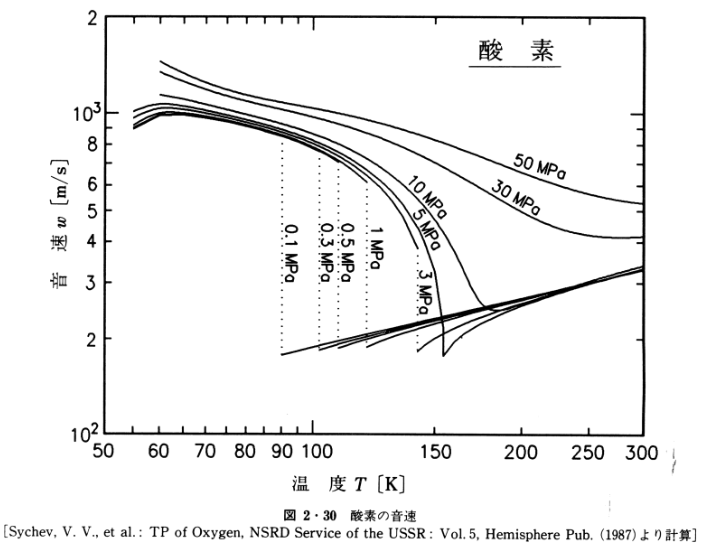 酸素
2
10³
8
6
5
4
3
2
10²
音速 w [m/s]
50 MPa
30 MPa
10 MPa
5 MPa
3 MPa
1 MPa
0.5 MPa
0.3 MPa
0.1 MPa
50 60 70 80 90 100 150 200 250 300
温度 T [K]
図 2・30 酸素の音速
[Sychev, V. V., et al.: TP of Oxygen, NSRD Service of the USSR: Vol. 5, Hemisphere Pub. (1987)より計算]